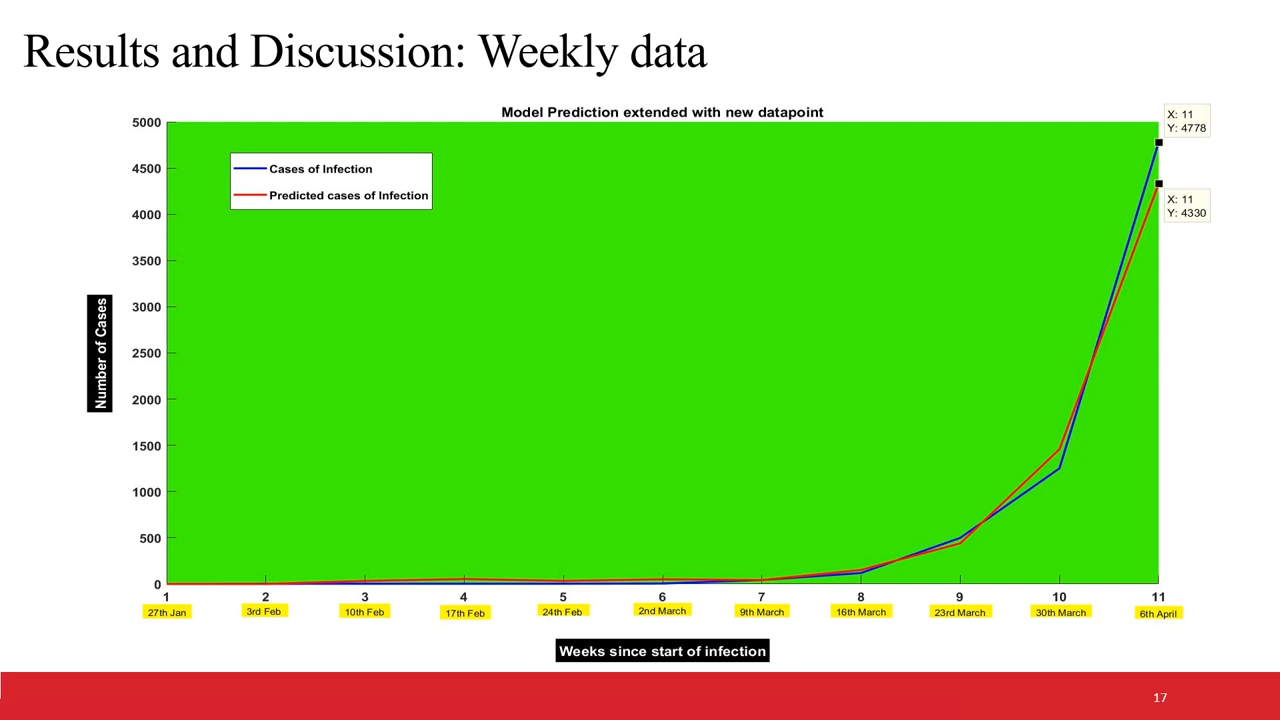 Results and Discussion: Weekly data
Model Prediction extended with new datapoint
X: 11
Y: 4778
X: 11
Y: 4330
Cases of Infection
Predicted cases of Infection
Number of Cases
5000
4500
4000
3500
3000
2500
2000
1500
1000
500
0
1 2 3 4 5 6 7 8 9 10 11
27th Jan 3rd Feb 10th Feb 17th Feb 24th Feb 2nd March 9th March 16th March 23rd March 30th March 6th April
Weeks since start of infection
17